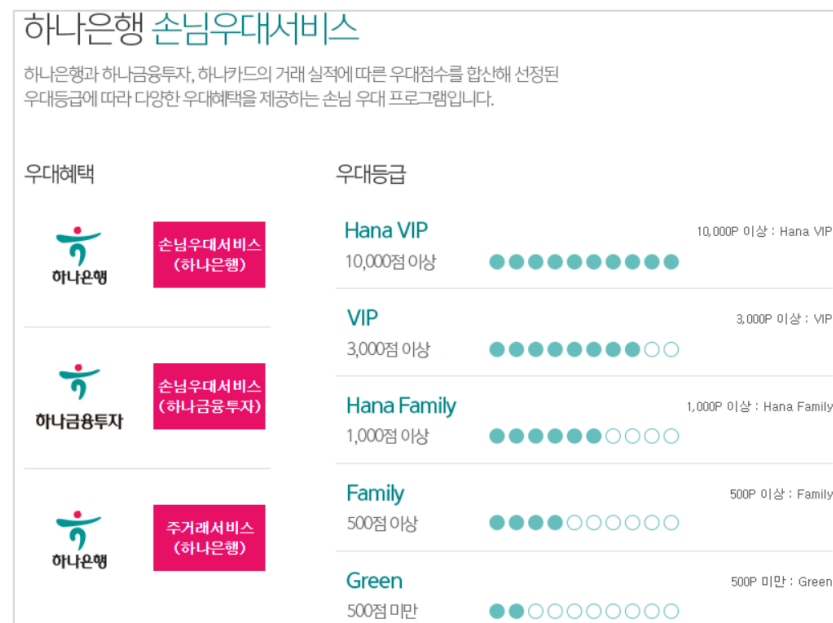 하나은행 손님우대서비스
하나은행과 하나금융투자, 하나카드의 거래 실적에 따른 우대점수를 합산해 선정된
우대등급에 따라 다양한 우대혜택을 제공하는 손님 우대 프로그램입니다.
우대혜택
하나은행
손님우대서비스
(하나은행)
하나금융투자
손님우대서비스
(하나금융투자)
하나은행
주거래서비스
(하나은행)
우대등급
Hana VIP
10,000P 이상 : Hana VIP
10,000점 이상
VIP
3,000P 이상 : VIP
3,000점 이상
Hana Family
1,000P 이상 : Hana Family
1,000점 이상
Family
500P 이상 : Family
500점 이상
Green
500P 미만 : Green
500점 미만